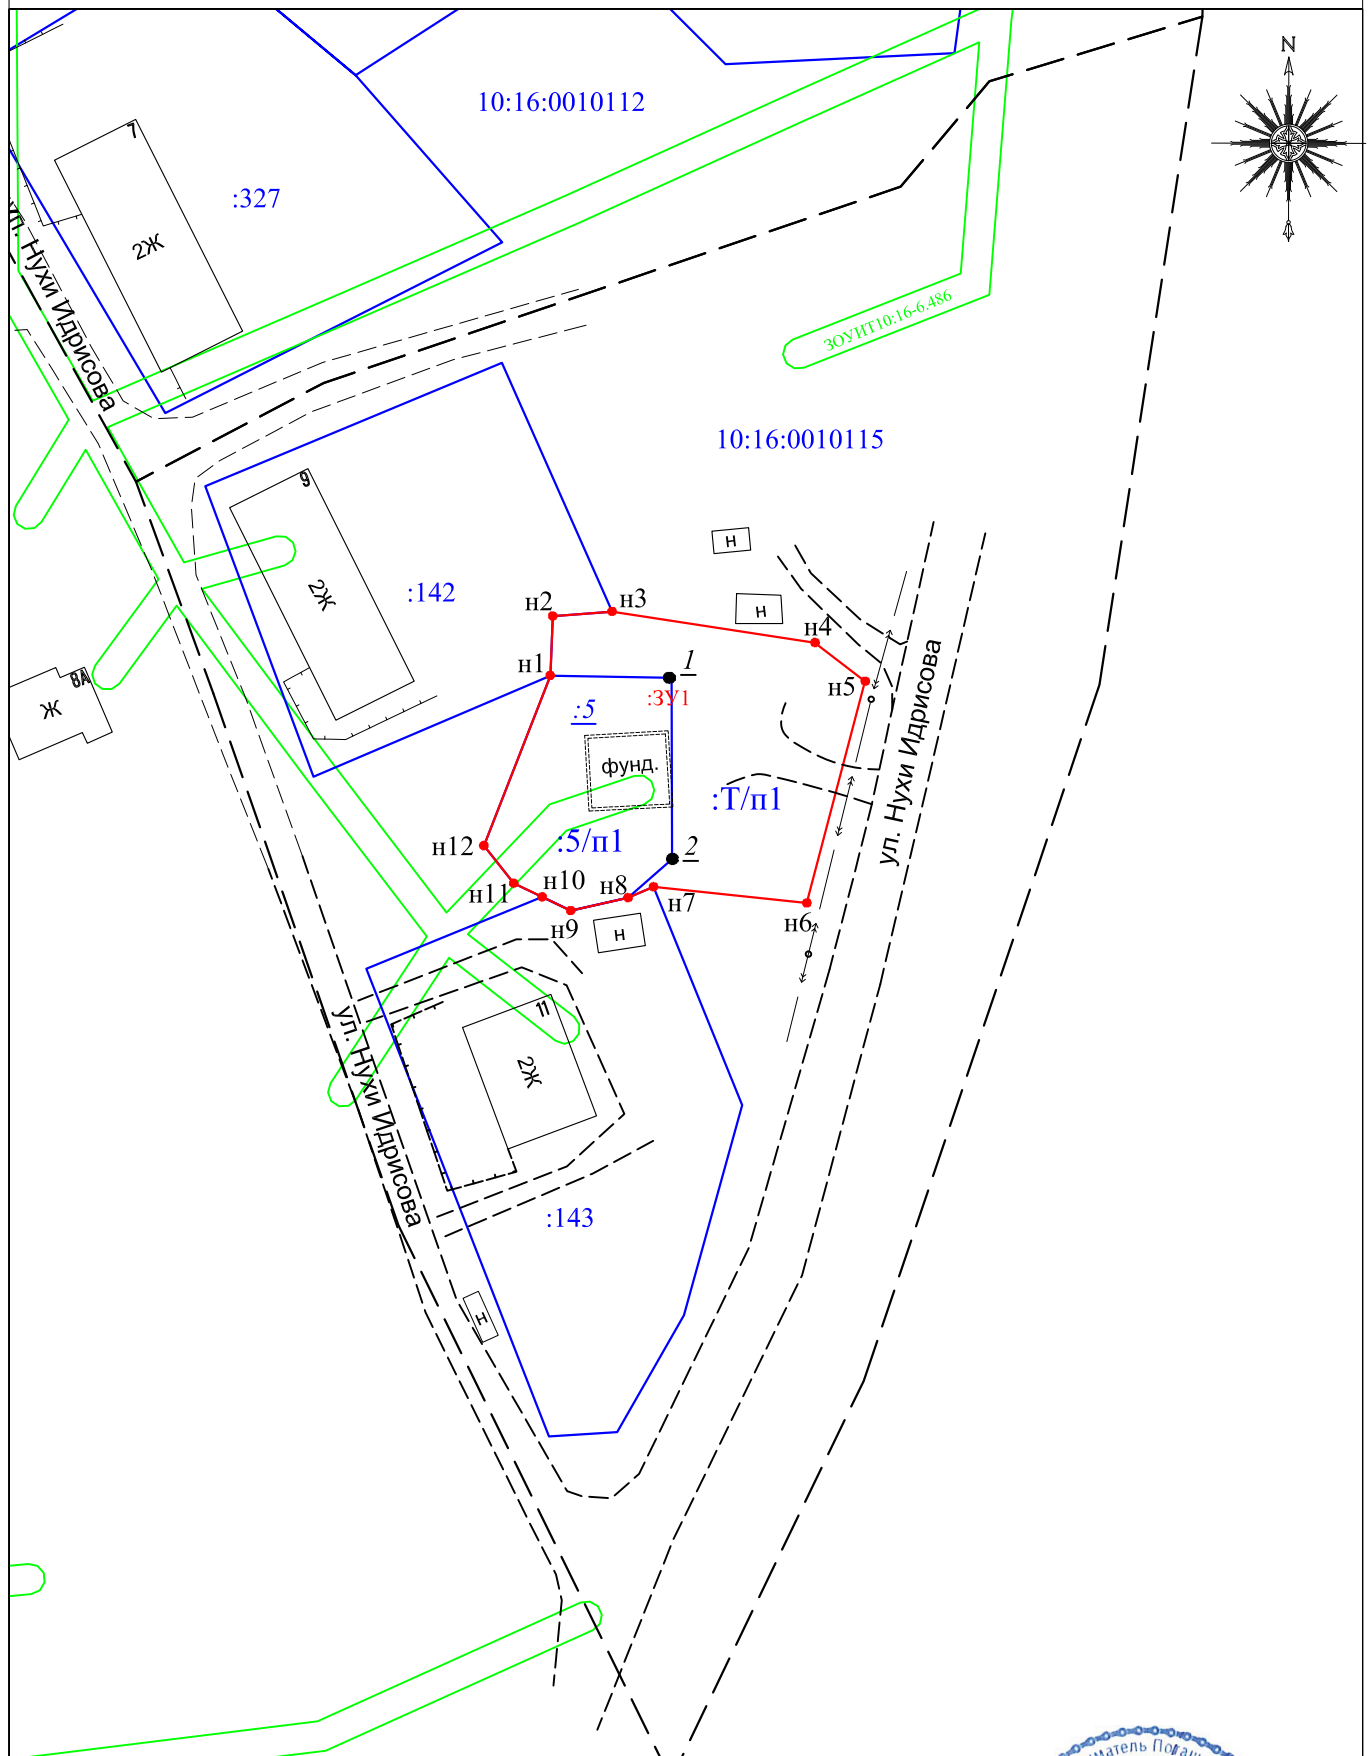 N
10:16:0010112
7
:327
2Ж
ул. Нухи Идрисова
ЗОУИТ10:16-6.486
10:16:0010115
9
2Ж
:142
н
н
н2
н3
н4
н1
1
н5
:ЗУ1
8А
Ж
:5
ул. Нухи Идрисова
фунд.
:Т/п1
:5/п1
н12
2
н11
н10
н8
н7
н6
н9
н
11
2Ж
ул. Нухи Идрисова
:143
н